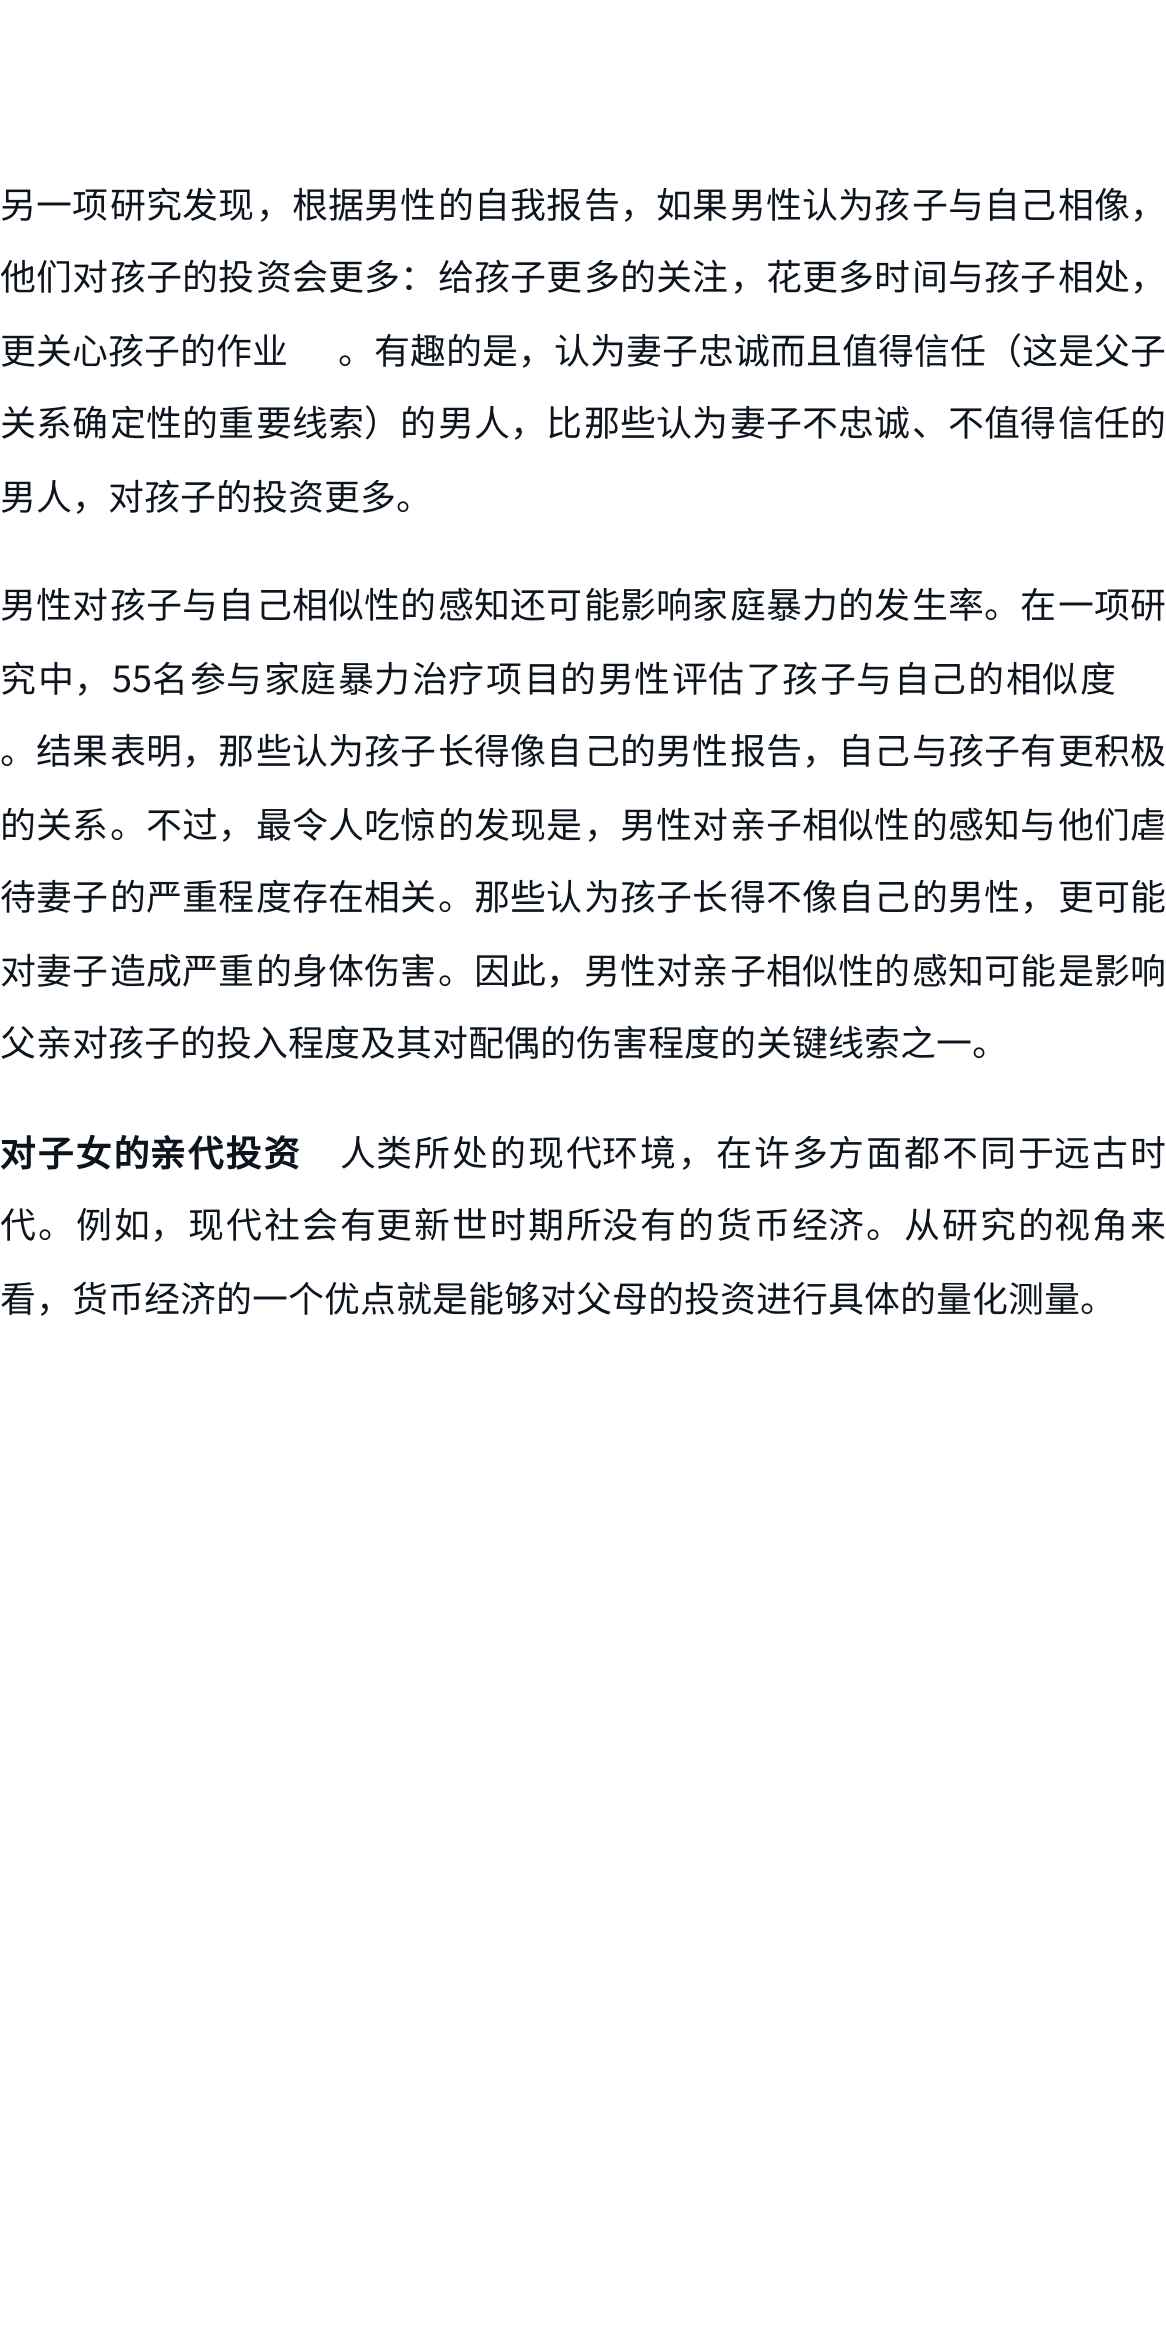 另一项研究发现，根据男性的自我报告，如果男性认为孩子与自己相像，
他们对孩子的投资会更多：给孩子更多的关注，花更多时间与孩子相处，
更关心孩子的作业　。有趣的是，认为妻子忠诚而且值得信任（这是父子
关系确定性的重要线索）的男人，比那些认为妻子不忠诚、不值得信任的
男人，对孩子的投资更多。
男性对孩子与自己相似性的感知还可能影响家庭暴力的发生率。在一项研
究中，55名参与家庭暴力治疗项目的男性评估了孩子与自己的相似度
。结果表明，那些认为孩子长得像自己的男性报告，自己与孩子有更积极
的关系。不过，最令人吃惊的发现是，男性对亲子相似性的感知与他们虐
待妻子的严重程度存在相关。那些认为孩子长得不像自己的男性，更可能
对妻子造成严重的身体伤害。因此，男性对亲子相似性的感知可能是影响
父亲对孩子的投入程度及其对配偶的伤害程度的关键线索之一。
对子女的亲代投资　人类所处的现代环境，在许多方面都不同于远古时
代。例如，现代社会有更新世时期所没有的货币经济。从研究的视角来
看，货币经济的一个优点就是能够对父母的投资进行具体的量化测量。